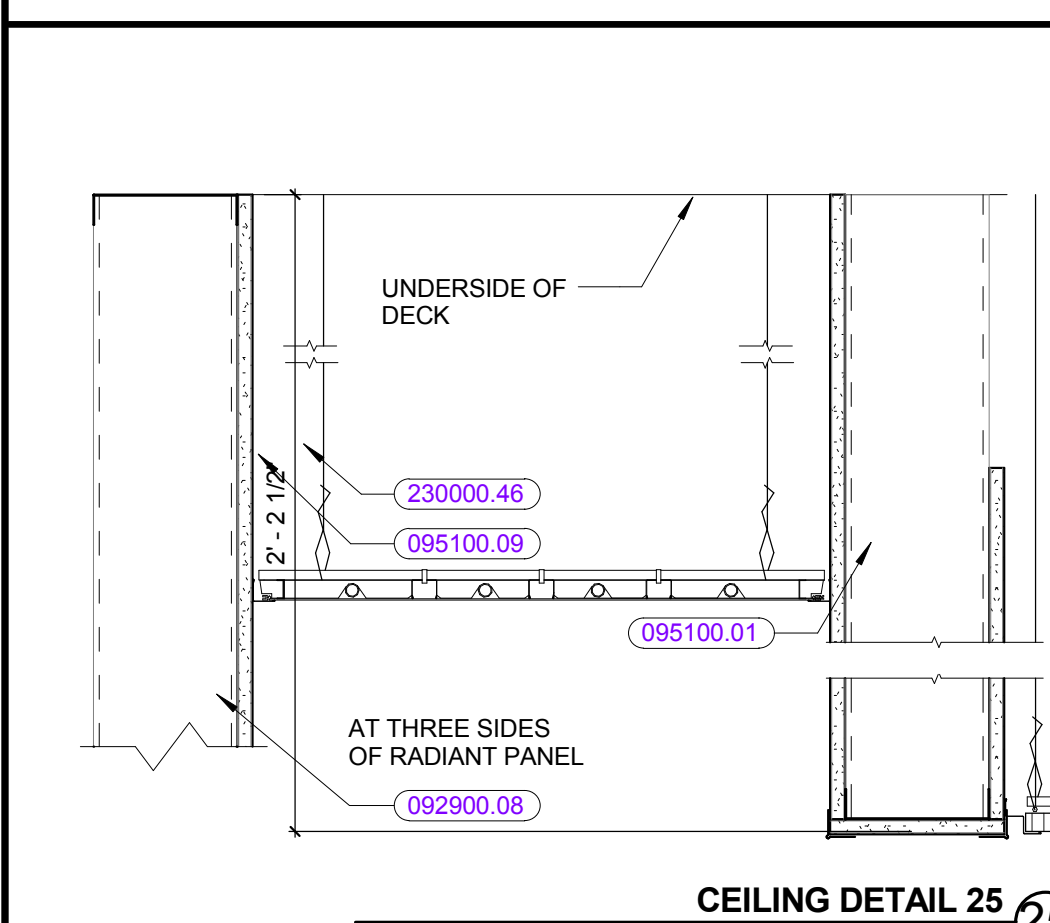 UNDERSIDE OF
DECK
230000.46
2' - 2 1/2"
095100.09
095100.01
AT THREE SIDES
OF RADIANT PANEL
092900.08
CEILING DETAIL 25